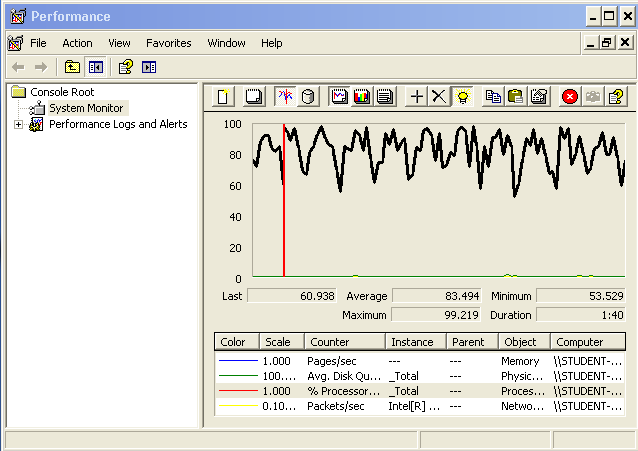 Performance
File Action View Favorites Window Help
Console Root
System Monitor
Performance Logs and Alerts
100
80
60
40
20
0
Last 60.938 Average 83.494 Minimum 53.529
Maximum 99.219 Duration 1:40
Color Scale Counter Instance Parent Object Computer
1.000 Pages/sec --- --- Memory \\STUDENT-...
100.... Avg. Disk Qu... _Total --- Physic... \\STUDENT-...
1.000 % Processor... _Total --- Proces... \\STUDENT-...
0.10... Packets/sec Intel[R] ... --- Netwo... \\STUDENT-...